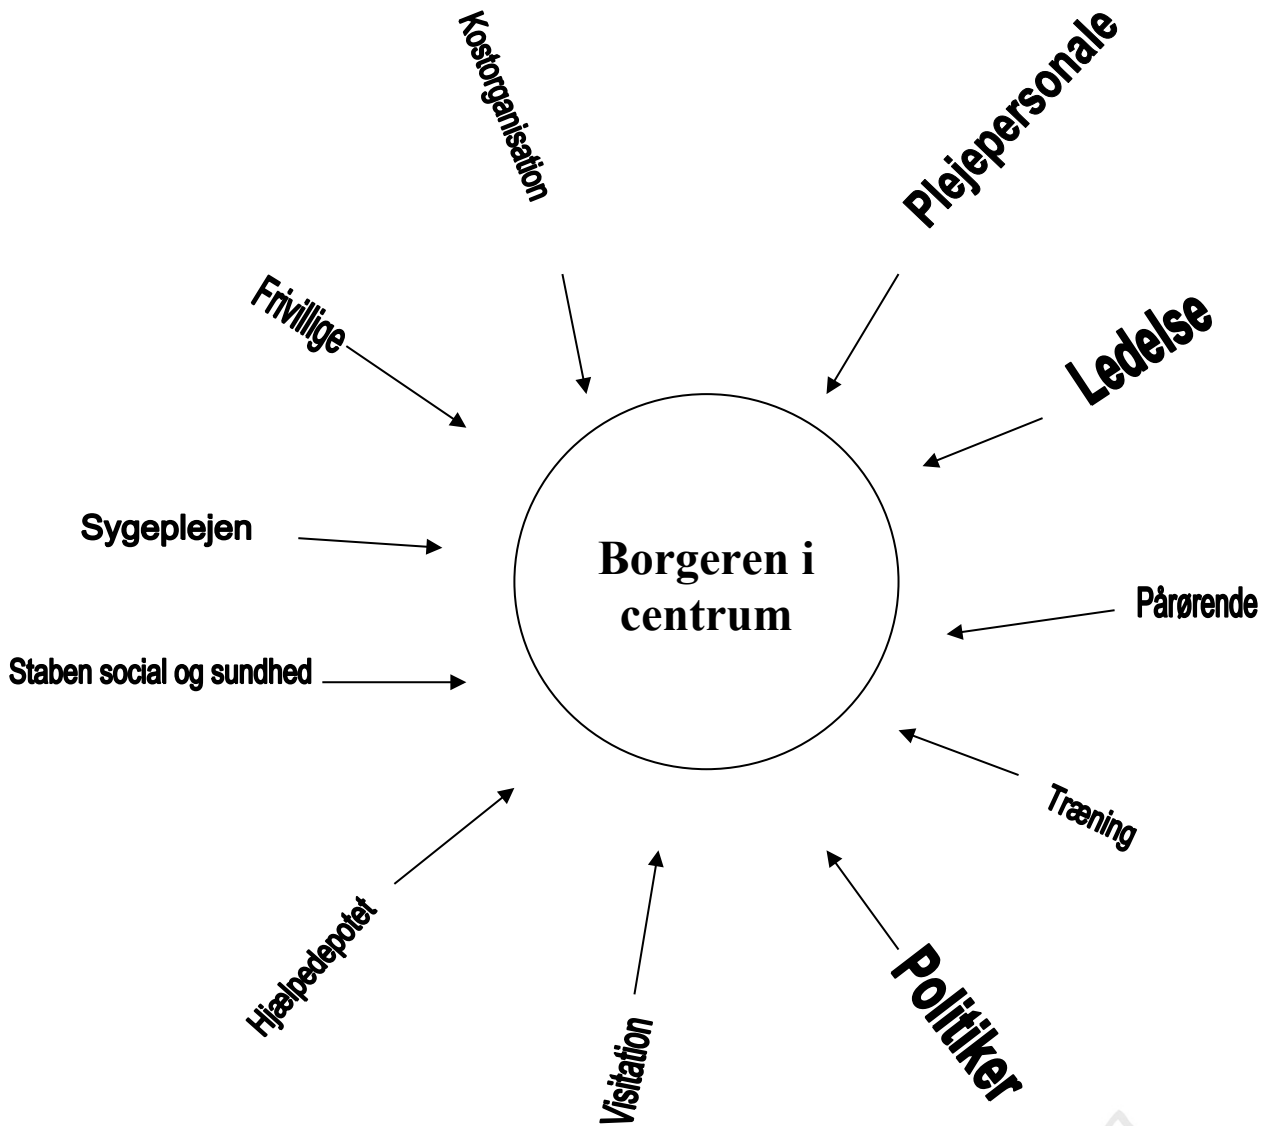 Kostorganisation
Plejepersonale
Frivillige
Ledelse
Sygeplejen
Borgeren i
centrum
Pårørende
Staben social og sundhed
Træning
Hjælpedepotet
Politiker
Visitation